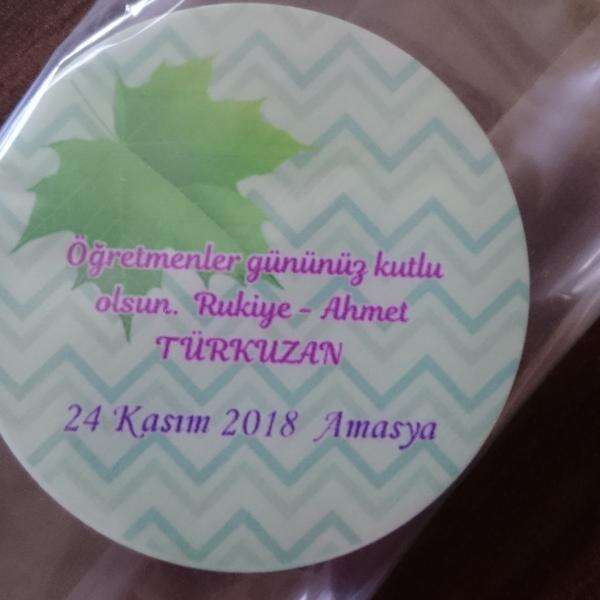 Öğretmenler gününüz kutlu
olsun. Rukiye - Ahmet
TÜRKUZAN
24 Kasım 2018 Amasya